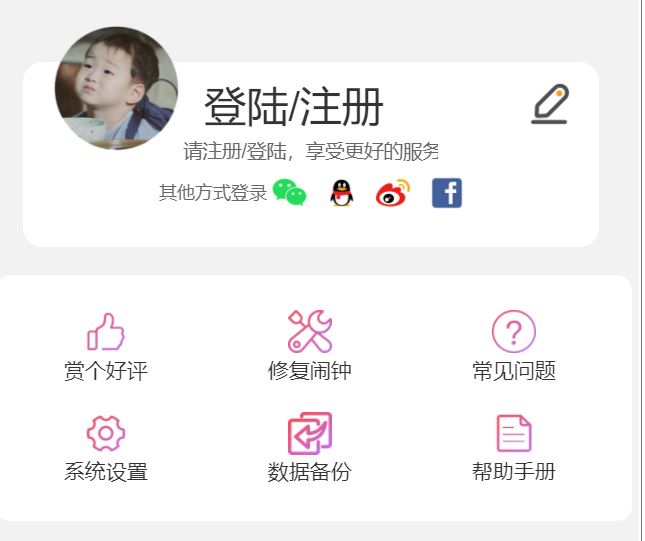 登陆/注册
请注册/登陆，享受更好的服务
其他方式登录
赏个好评 修复闹钟 常见问题
系统设置 数据备份 帮助手册